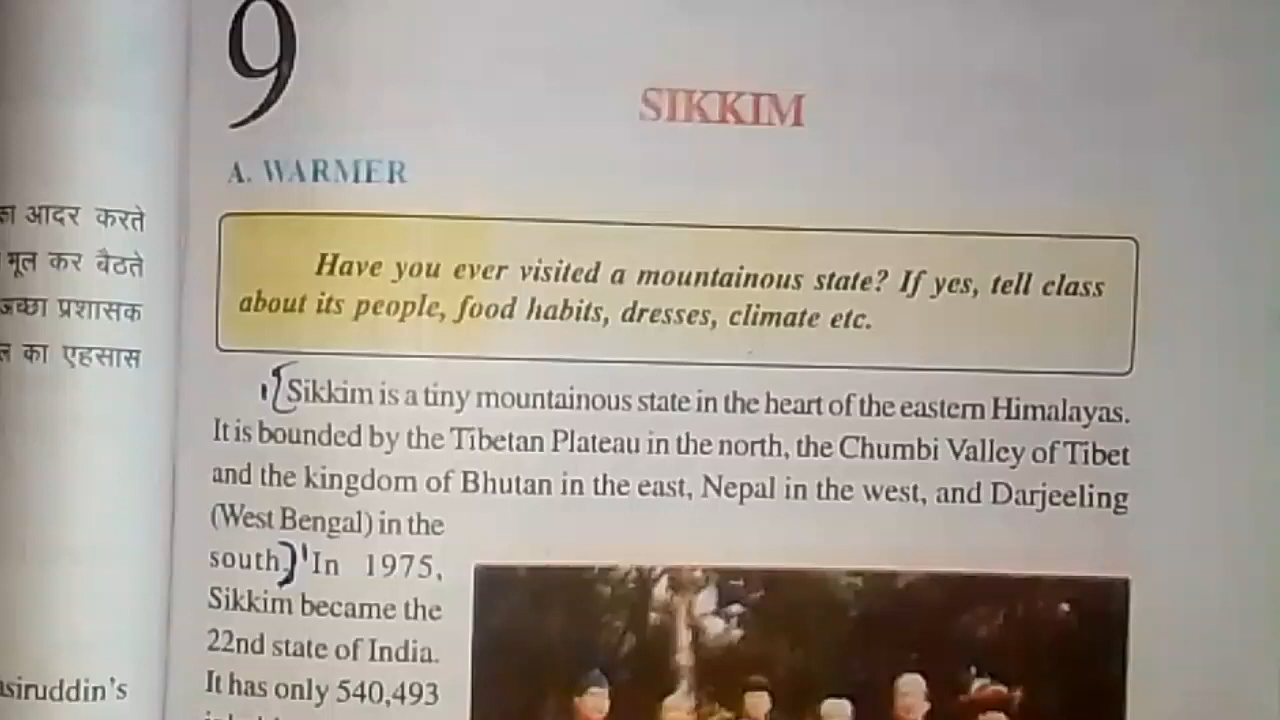 आदर करते
मूल कर बैठते
प्रशासक
का एहसास
9
SIKKIM
A. WARMER
Have you ever visited a mountainous state? If yes, tell class
about its people, food habits, dresses, climate etc.
Sikkim is a tiny mountainous state in the heart of the eastern Himalayas.
It is bounded by the Tibetan Plateau in the north, the Chumbi Valley of Tibet
and the kingdom of Bhutan in the east, Nepal in the west, and Darjeeling
(West Bengal) in the
south. In 1975,
Sikkim became the
22nd state of India.
It has only 540,493